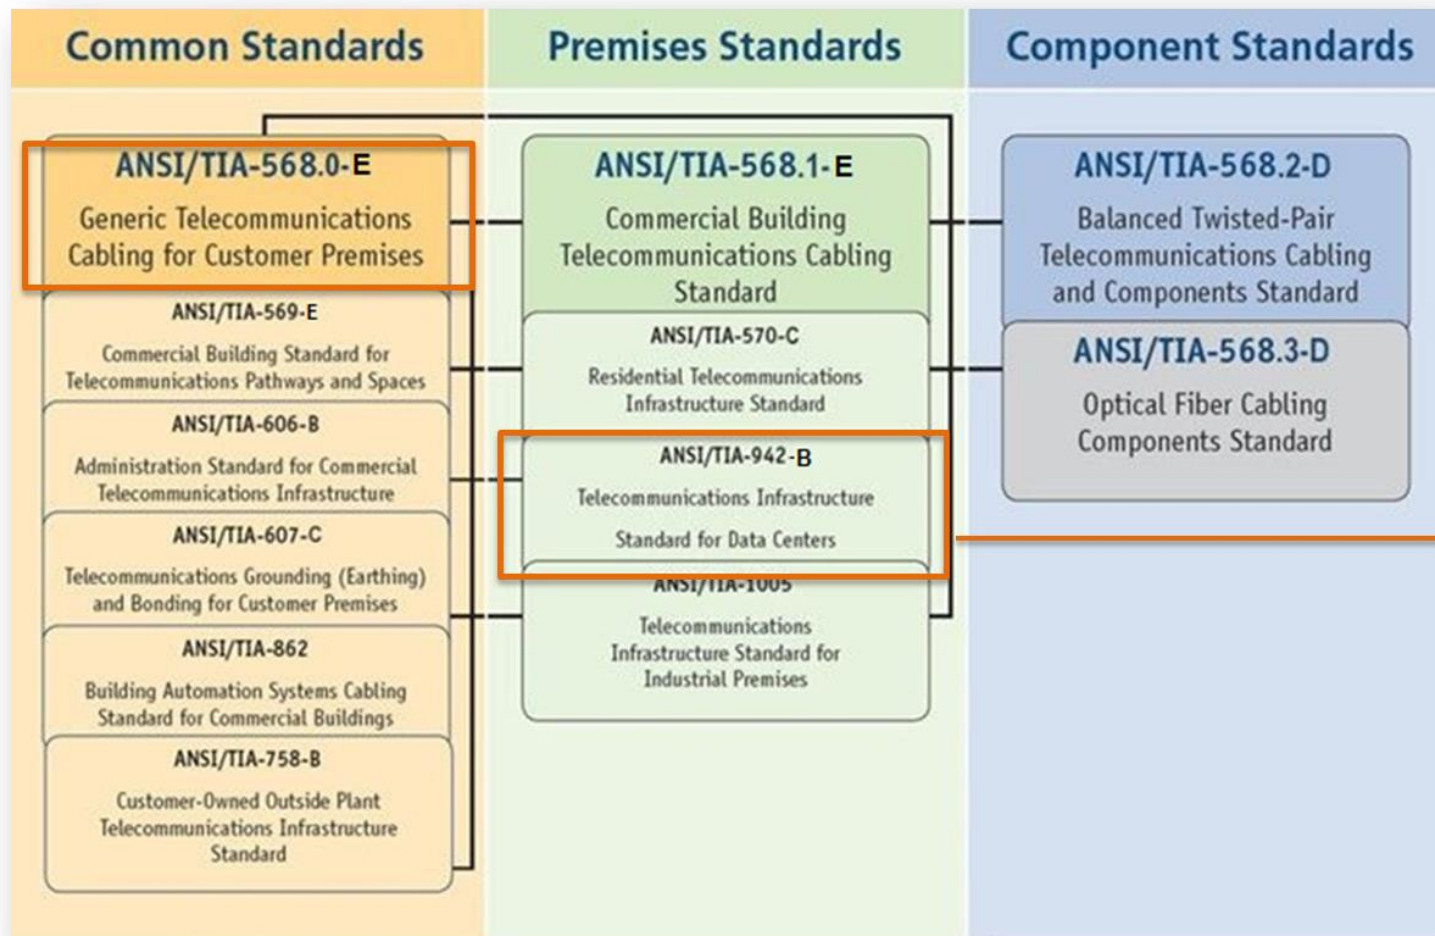 Common Standards
ANSI/TIA-568.0-E
Generic Telecommunications
Cabling for Customer Premises
ANSI/TIA-569-E
Commercial Building Standard for
Telecommunications Pathways and Spaces
ANSI/TIA-606-B
Administration Standard for Commercial
Telecommunications Infrastructure
ANSI/TIA-607-C
Telecommunications Grounding (Earthing)
and Bonding for Customer Premises
ANSI/TIA-862
Building Automation Systems Cabling
Standard for Commercial Buildings
ANSI/TIA-758-B
Customer-Owned Outside Plant
Telecommunications Infrastructure
Standard
Premises Standards
ANSI/TIA-568.1-E
Commercial Building
Telecommunications Cabling
Standard
ANSI/TIA-570-C
Residential Telecommunications
Infrastructure Standard
ANSI/TIA-942-B
Telecommunications Infrastructure
Standard for Data Centers
ANSI/TIA-1005
Telecommunications
Infrastructure Standard for
Industrial Premises
Component Standards
ANSI/TIA-568.2-D
Balanced Twisted-Pair
Telecommunications Cabling
and Components Standard
ANSI/TIA-568.3-D
Optical Fiber Cabling
Components Standard